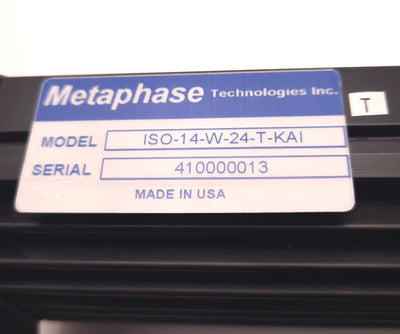 Metaphase Technologies Inc.
T
MODEL ISO-14-W-24-T-KAI
SERIAL 410000013
MADE IN USA